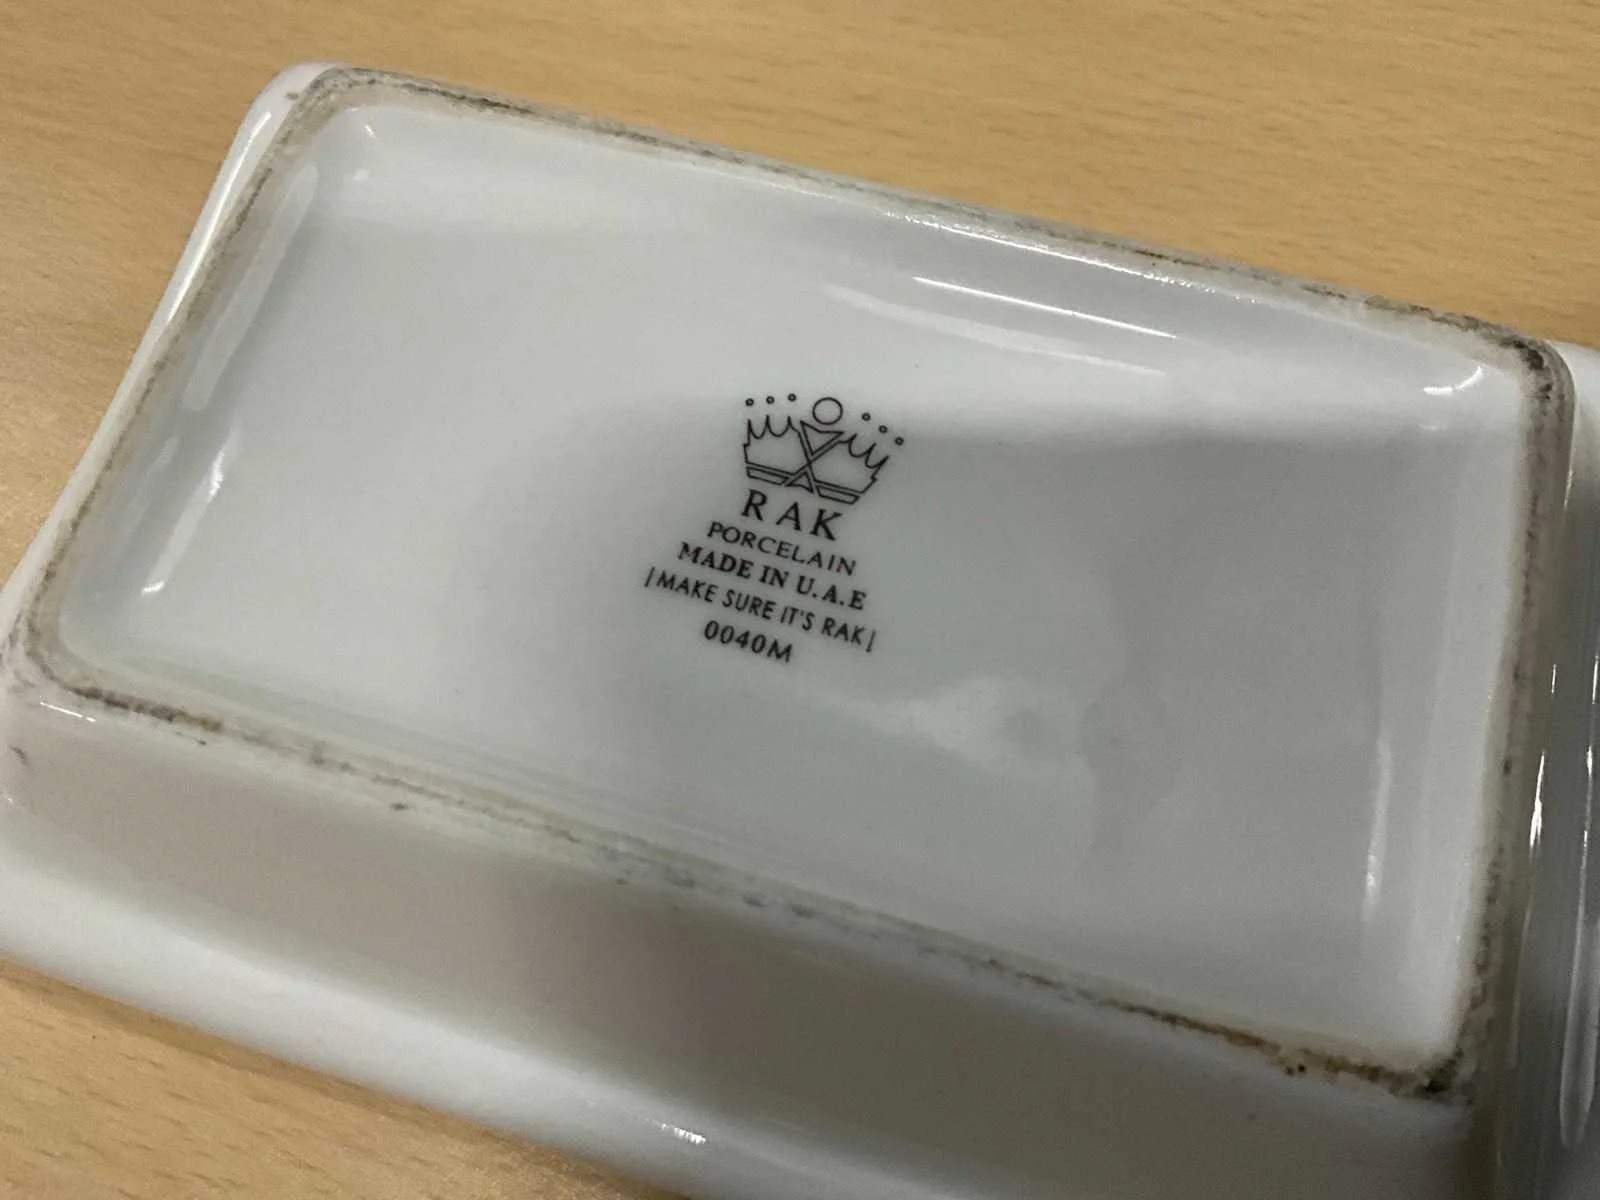 RAK
PORCELAIN
MADE IN U.A.E
|MAKE SURE IT'S RAK|
0040M